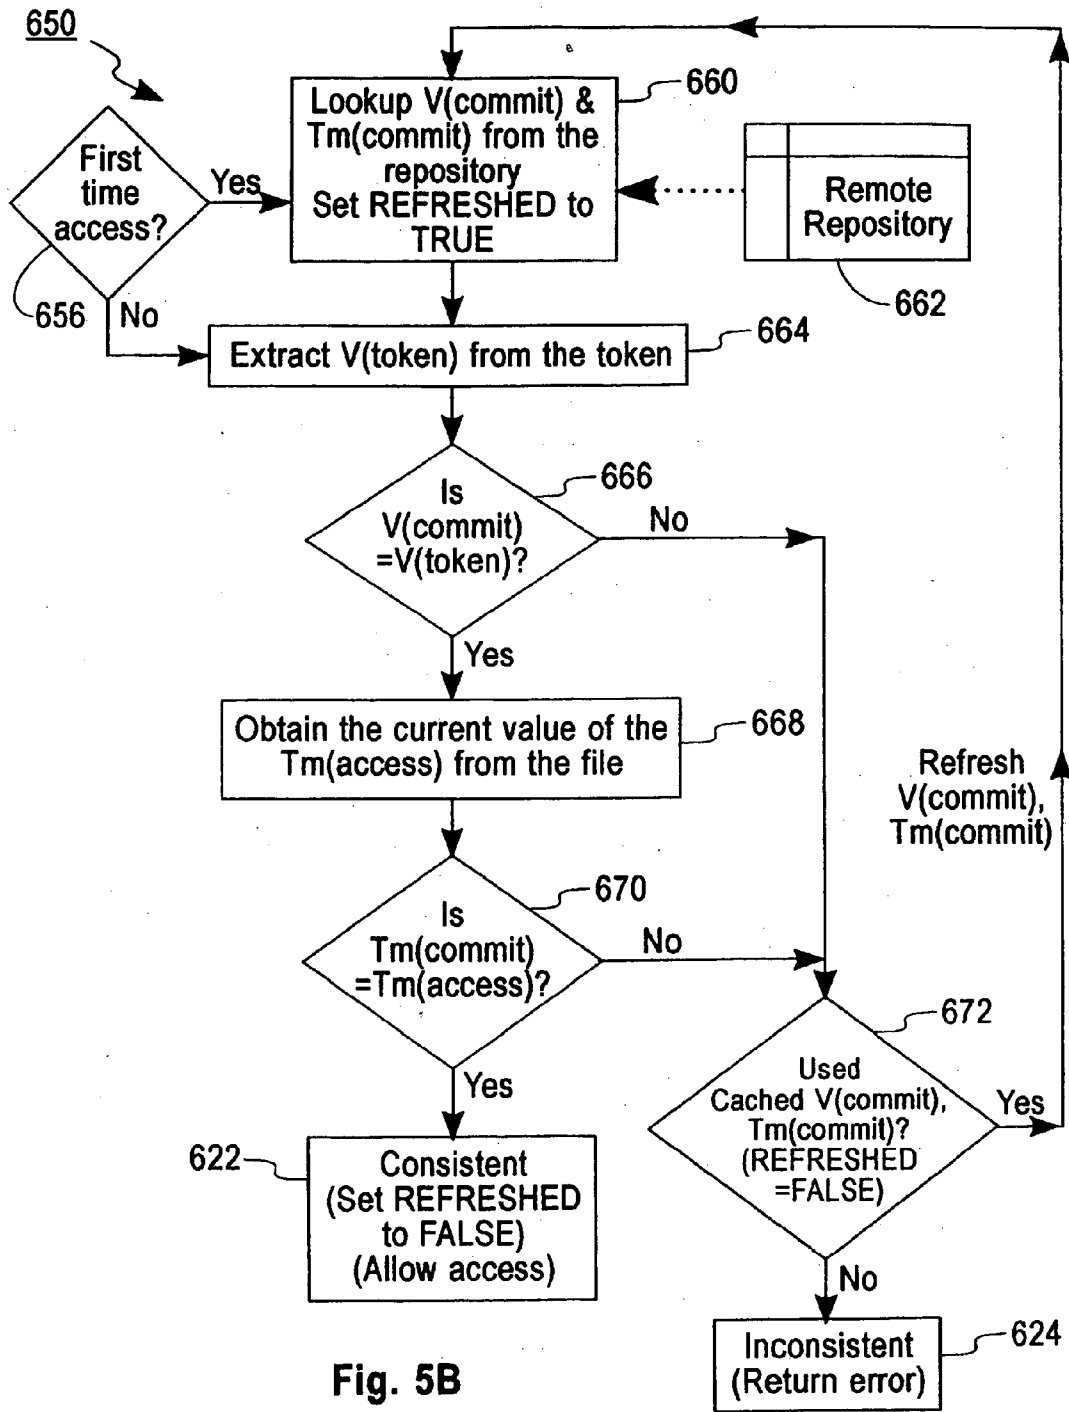 650
660
Lookup V(commit) &
Tm(commit) from the
repository
Set REFRESHED to
TRUE
First
time
access?
Yes
Remote
Repository
656
No
662
664
Extract V(token) from the token
666
Is
V(commit)
=V(token)?
No
Yes
Obtain the current value of the
Tm(access) from the file
668
Refresh
V(commit),
Tm(commit)
670
Is
Tm(commit)
=Tm(access)?
No
672
Yes
Used
Cached V(commit),
Tm(commit)?
(REFRESHED
=FALSE)
Yes
622
Consistent
(Set REFRESHED
to FALSE)
(Allow access)
No
624
Inconsistent
(Return error)
Fig. 5B